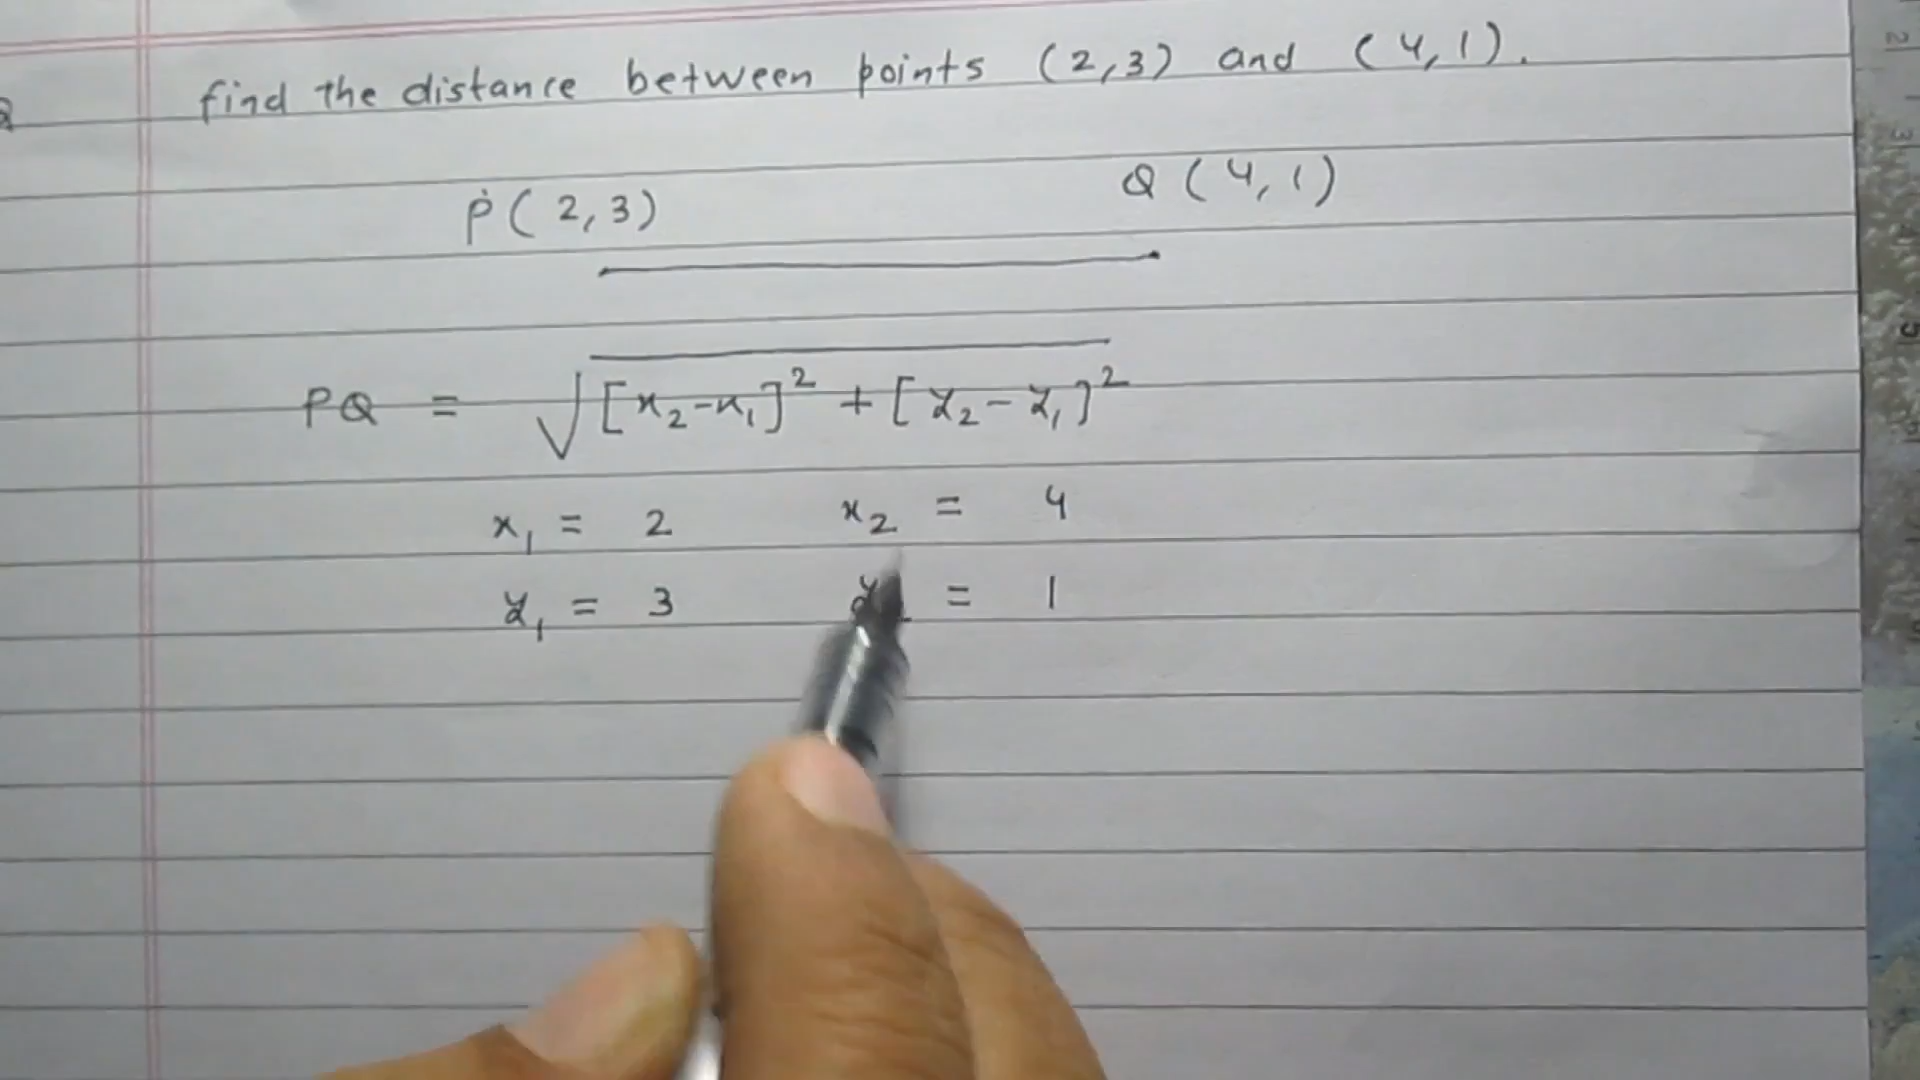 find the distance between points (2,3) and (4,1).
P(2,3) Q(4,1)
PQ = √[x₂-x₁]² + [y₂-y₁]²
x₁ = 2 x₂ = 4
y₁ = 3 y = 1